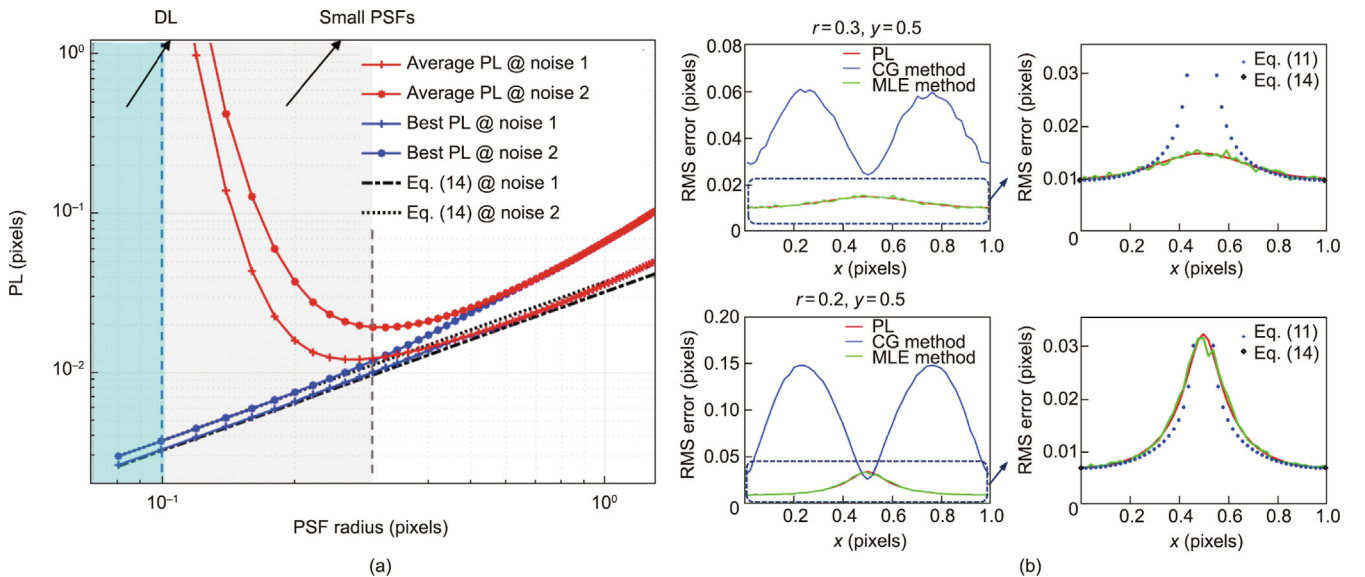 DL
Small PSFs
10⁰
10⁻¹
10⁻²
PL (pixels)
Average PL @ noise 1
Average PL @ noise 2
Best PL @ noise 1
Best PL @ noise 2
Eq. (14) @ noise 1
Eq. (14) @ noise 2
10⁻¹
10⁰
PSF radius (pixels)
(a)
r = 0.3, y = 0.5
0.08
0.06
0.04
0.02
0
RMS error (pixels)
PL
CG method
MLE method
0.2
0.4
0.6
0.8
1.0
x (pixels)
0.03
0.02
0.01
0
RMS error (pixels)
Eq. (11)
Eq. (14)
0.2
0.4
0.6
0.8
1.0
x (pixels)
r = 0.2, y = 0.5
0.20
0.15
0.10
0.05
0
RMS error (pixels)
PL
CG method
MLE method
0.2
0.4
0.6
0.8
1.0
x (pixels)
0.03
0.02
0.01
0
RMS error (pixels)
Eq. (11)
Eq. (14)
0.2
0.4
0.6
0.8
1.0
x (pixels)
(b)